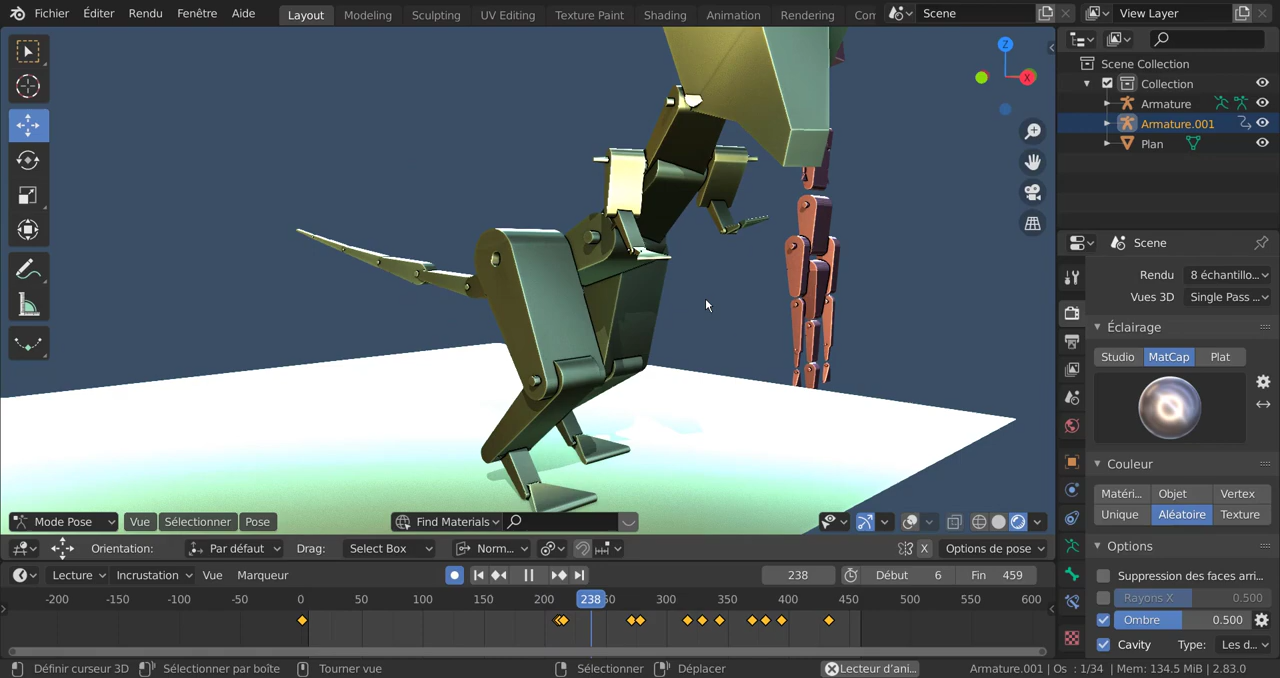 Fichier Éditer Rendu Fenêtre Aide Layout Modeling Sculpting UV Editing Texture Paint Shading Animation Rendering Con Scene View Layer
Z
X
Scene Collection
Collection
Armature
Armature.001
Plan
Scene
Rendu 8 échantillo...
Vues 3D Single Pass ...
Éclairage
Studio MatCap Plat
Couleur
Matéri... Objet Vertex
Unique Aléatoire Texture
Options
Suppression des faces arri...
Rayons X 0.500
Ombre 0.500
Cavity Type: Les d...
Mode Pose Vue Sélectionner Pose Find Materials
Orientation: Par défaut Drag: Select Box Norm... X Options de pose
Lecture Incrustation Vue Marqueur 238 Début 6 Fin 459
-200 -150 -100 -50 0 50 100 150 200 238 50 300 350 400 450 500 550 600
Définir curseur 3D Sélectionner par boîte Tourner vue Sélectionner Déplacer Lecteur d'ani... Armature.001 | Os : 1/34 | Mem: 134.5 MiB | 2.83.0